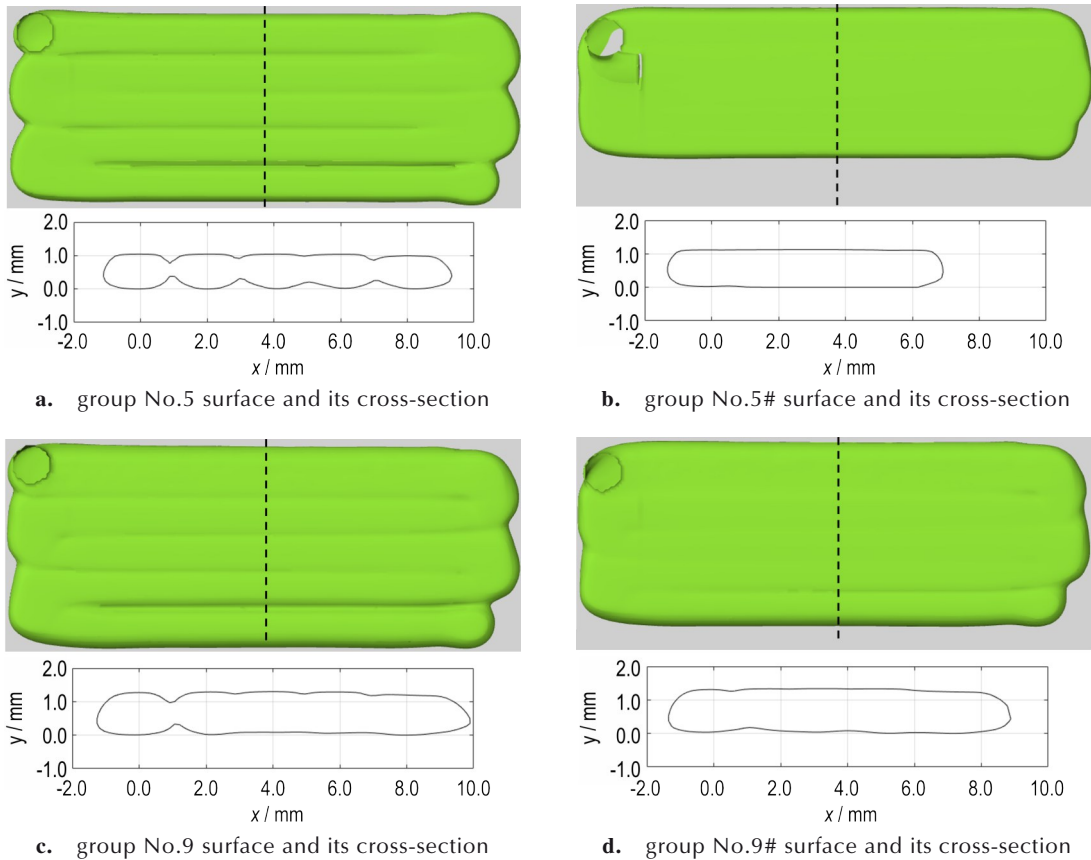 2.0
1.0
0.0
-1.0
y / mm
-2.0 0.0 2.0 4.0 6.0 8.0 10.0
x / mm
a. group No.5 surface and its cross-section
2.0
1.0
0.0
-1.0
y / mm
-2.0 0.0 2.0 4.0 6.0 8.0 10.0
x / mm
b. group No.5# surface and its cross-section
2.0
1.0
0.0
-1.0
y / mm
-2.0 0.0 2.0 4.0 6.0 8.0 10.0
x / mm
c. group No.9 surface and its cross-section
2.0
1.0
0.0
-1.0
y / mm
-2.0 0.0 2.0 4.0 6.0 8.0 10.0
x / mm
d. group No.9# surface and its cross-section